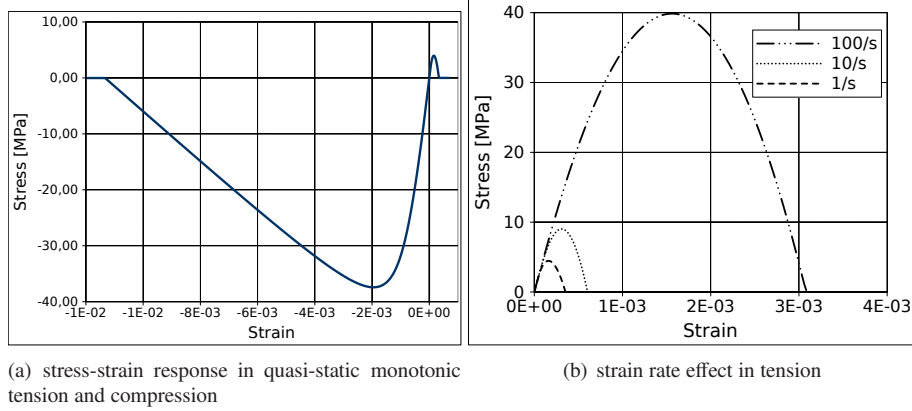 10,00
0,00
-10,00
-20,00
-30,00
-40,00
Stress [MPa]
-1E-02 -1E-02 -8E-03 -6E-03 -4E-03 -2E-03 0E+00
Strain
40
30
20
10
0
Stress [MPa]
100/s
10/s
1/s
0E+00 1E-03 2E-03 3E-03 4E-03
Strain
(a) stress-strain response in quasi-static monotonic
tension and compression
(b) strain rate effect in tension